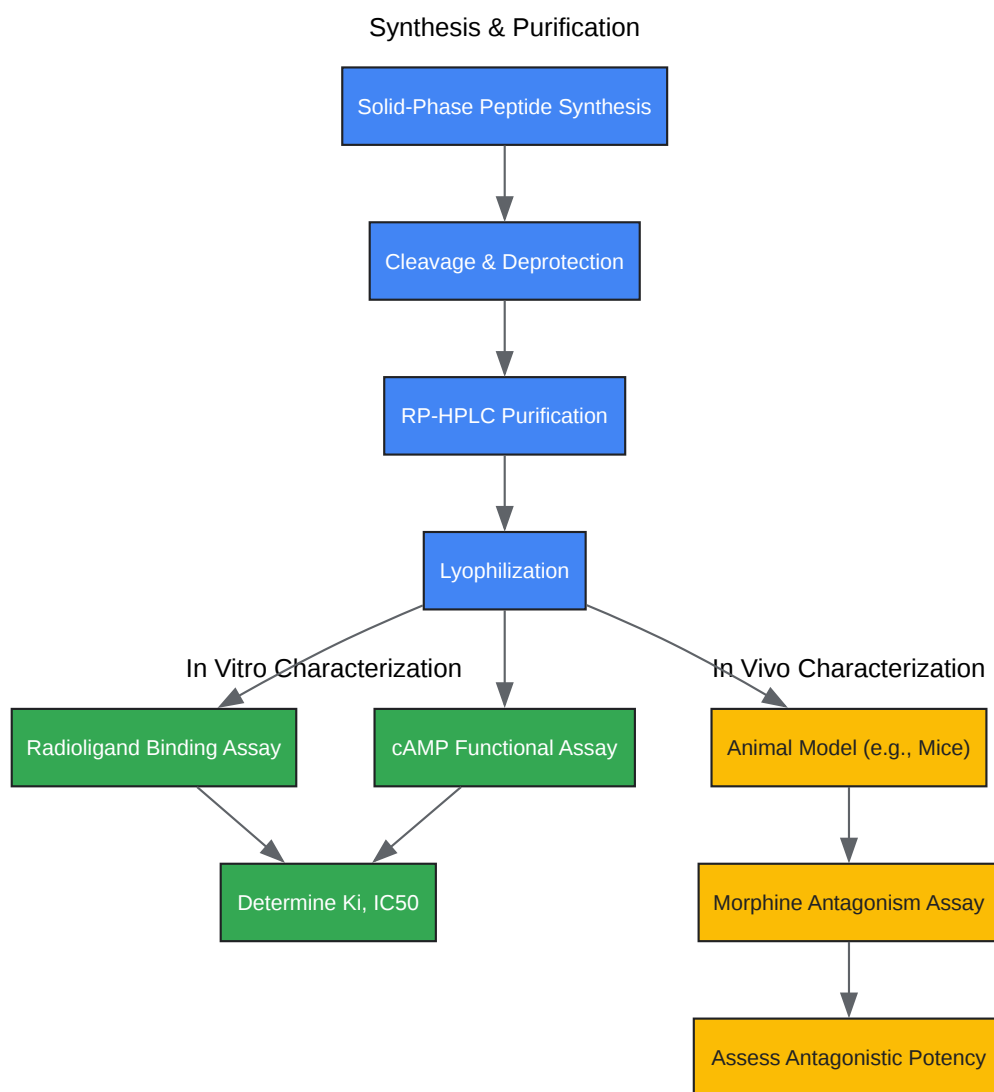 Synthesis & Purification
Solid-Phase Peptide Synthesis
Cleavage & Deprotection
RP-HPLC Purification
Lyophilization
In Vitro Characterization
In Vivo Characterization
Radioligand Binding Assay
cAMP Functional Assay
Animal Model (e.g., Mice)
Determine Ki, IC50
Morphine Antagonism Assay
Assess Antagonistic Potency